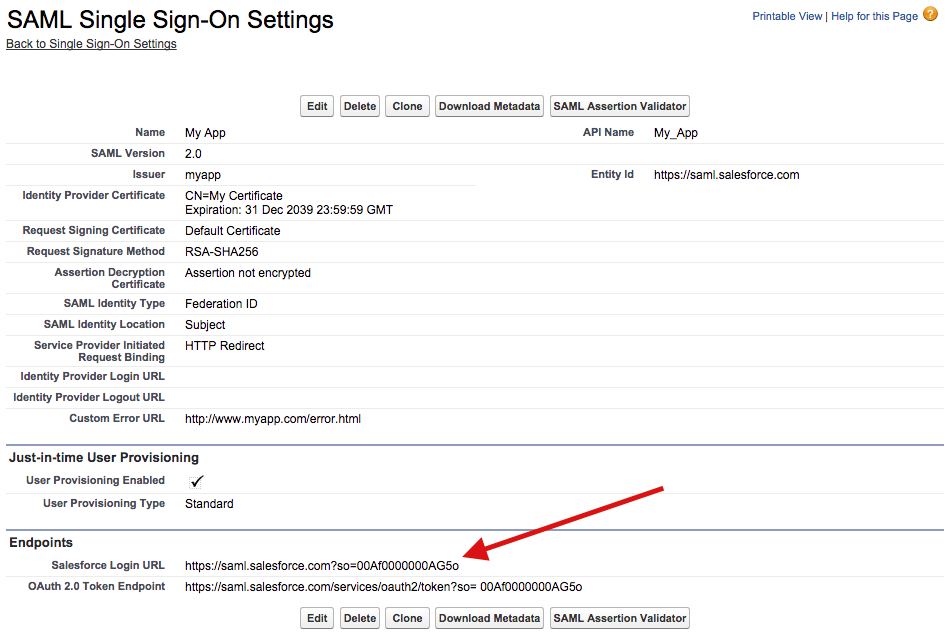 SAML Single Sign-On Settings
Printable View | Help for this Page ?
Back to Single Sign-On Settings
Edit Delete Clone Download Metadata SAML Assertion Validator
Name My App API Name My_App
SAML Version 2.0
Issuer myapp Entity Id https://saml.salesforce.com
Identity Provider Certificate CN=My Certificate
Expiration: 31 Dec 2039 23:59:59 GMT
Request Signing Certificate Default Certificate
Request Signature Method RSA-SHA256
Assertion Decryption Assertion not encrypted
Certificate
SAML Identity Type Federation ID
SAML Identity Location Subject
Service Provider Initiated HTTP Redirect
Request Binding
Identity Provider Login URL
Identity Provider Logout URL
Custom Error URL http://www.myapp.com/error.html
Just-in-time User Provisioning
User Provisioning Enabled ✓
User Provisioning Type Standard
Endpoints
Salesforce Login URL https://saml.salesforce.com?so=00Af0000000AG5o
OAuth 2.0 Token Endpoint https://saml.salesforce.com/services/oauth2/token?so= 00Af0000000AG5o
Edit Delete Clone Download Metadata SAML Assertion Validator